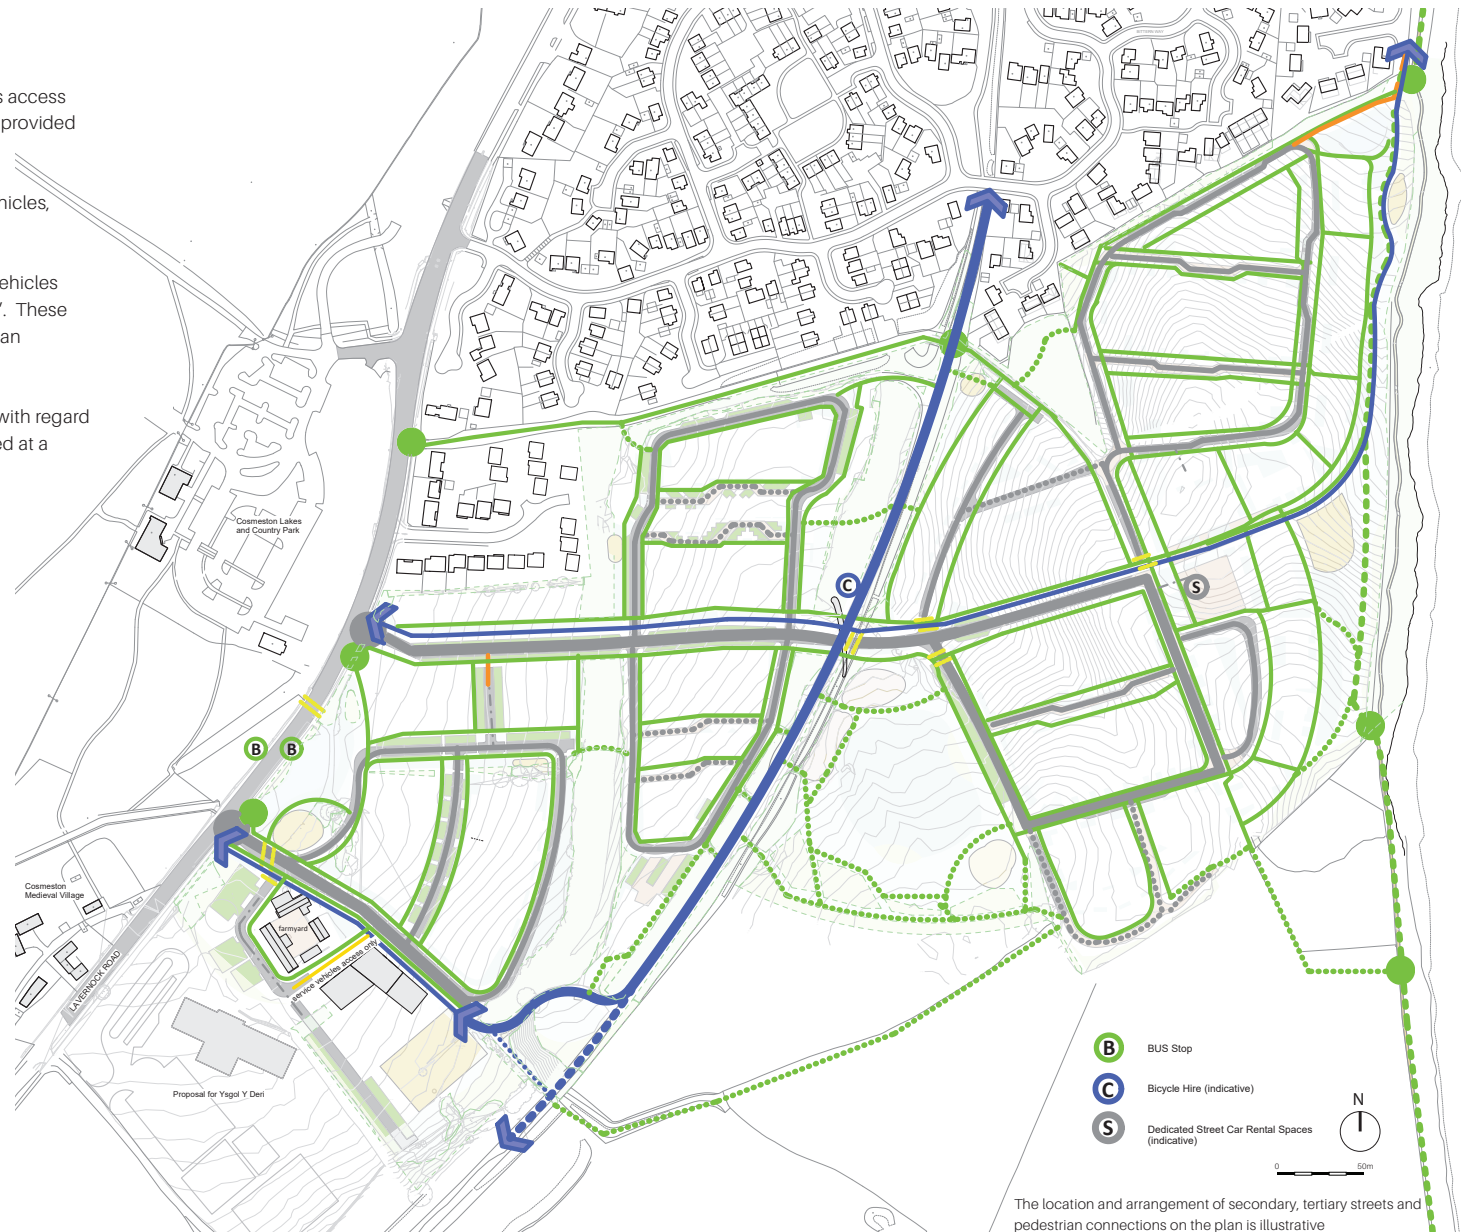 s access
provided
nicles,
ehicles
'. These
an
with regard
ed at a
Cosmeston Lakes
and Country Park
C
S
B
B
Cosmeston
Medieval Village
farmyard
service vehicles access only
LAVERNOCK ROAD
Proposal for Ysgol Y Deri
B BUS Stop
C Bicycle Hire (indicative)
S Dedicated Street Car Rental Spaces
(indicative)
N
0 50m
The location and arrangement of secondary, tertiary streets and
pedestrian connections on the plan is illustrative